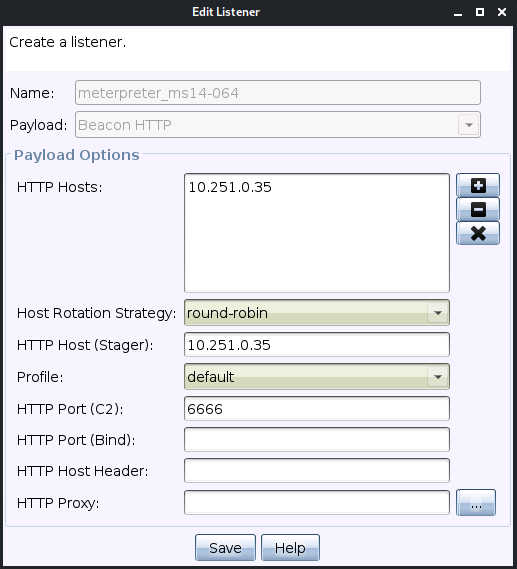 Edit Listener
Create a listener.
Name: meterpreter_ms14-064
Payload: Beacon HTTP
Payload Options
HTTP Hosts: 10.251.0.35
Host Rotation Strategy: round-robin
HTTP Host (Stager): 10.251.0.35
Profile: default
HTTP Port (C2): 6666
HTTP Port (Bind):
HTTP Host Header:
HTTP Proxy: ...
Save Help